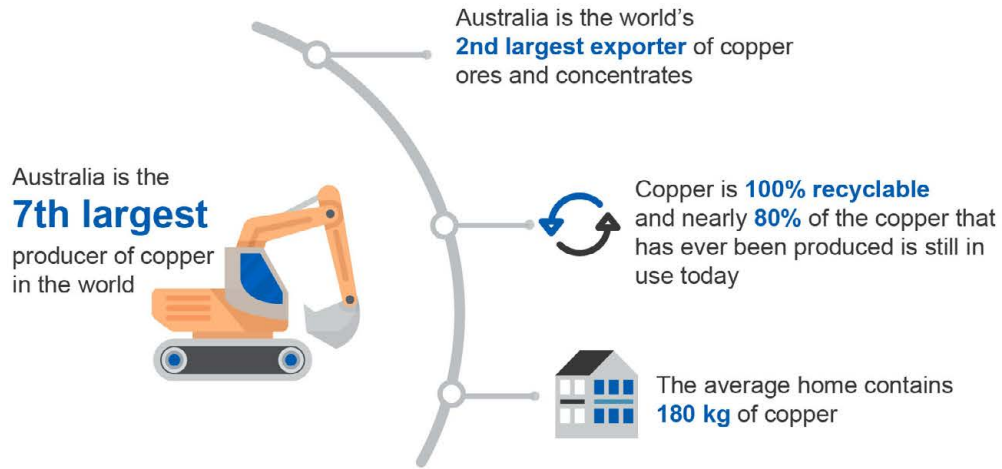 Australia is the
7th largest
producer of copper
in the world
Australia is the world's
2nd largest exporter of copper
ores and concentrates
Copper is 100% recyclable
and nearly 80% of the copper that
has ever been produced is still in
use today
The average home contains
180 kg of copper